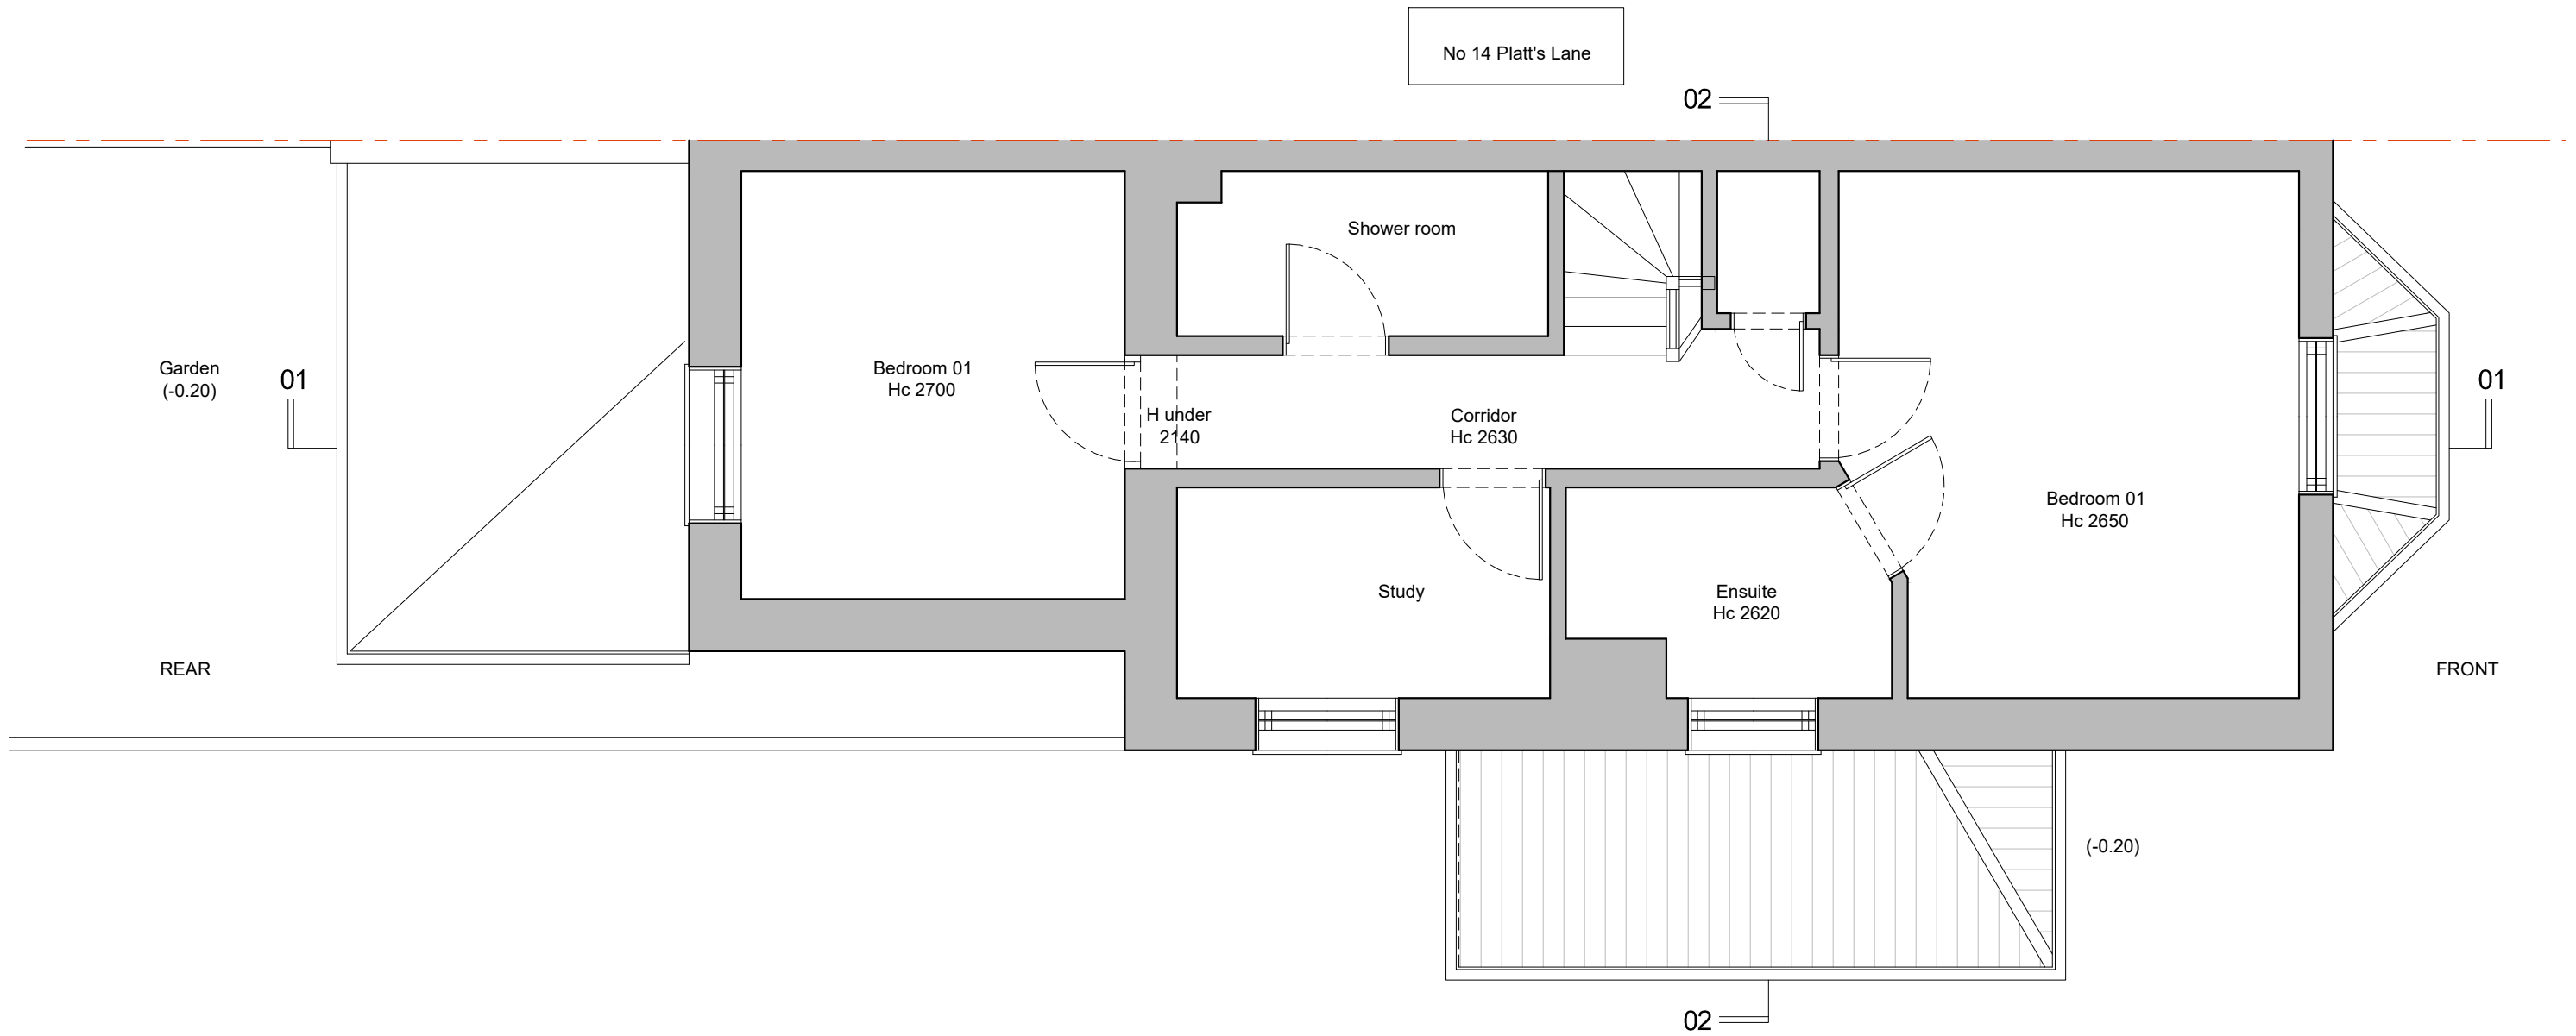 No 14 Platt's Lane
02
Shower room
Garden
(-0.20)
01
Bedroom 01
Hc 2700
H under
2140
Corridor
Hc 2630
01
Bedroom 01
Hc 2650
Study
Ensuite
Hc 2620
REAR
FRONT
(-0.20)
02